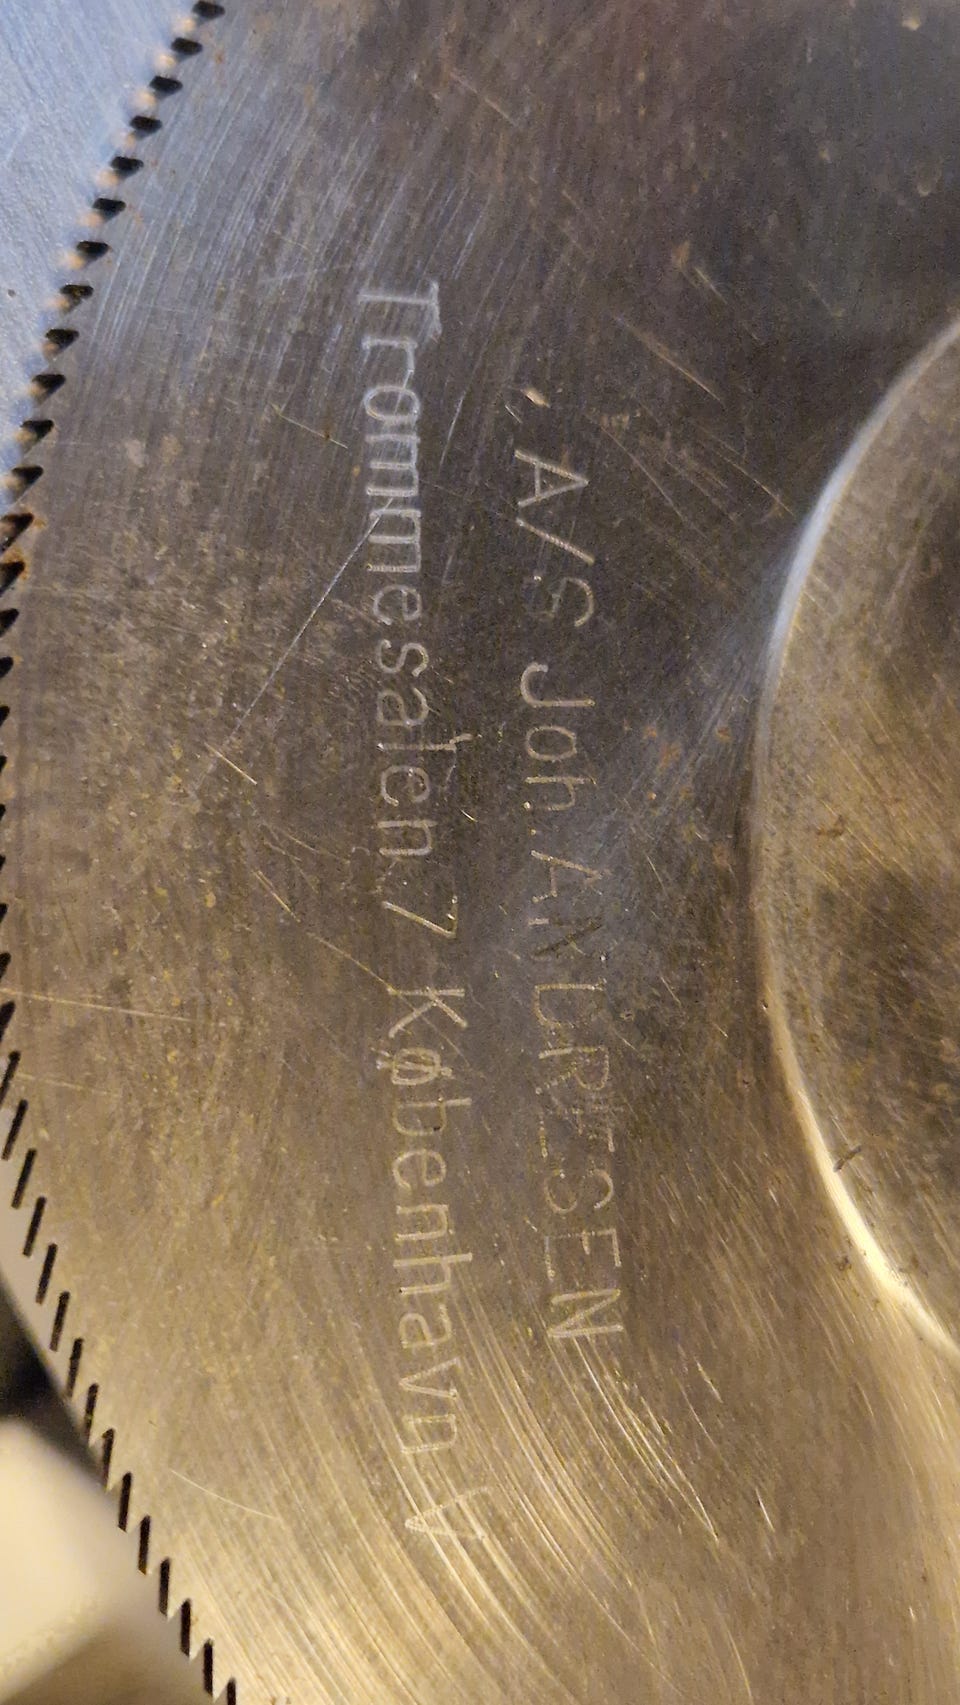 A/S Joh. ANDRESEN
Trommesalen 7 København V